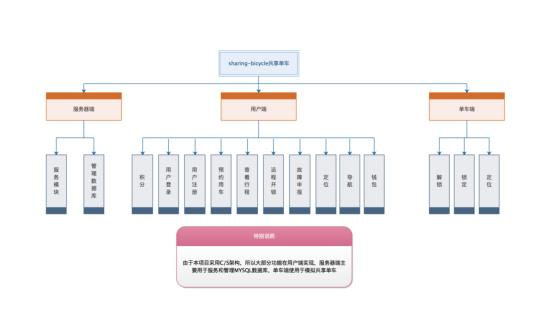 sharing-bicycle共享单车
服务器端
用户端
单车端
服务模块
管理数据库
积分
用户登录
用户注册
预约用车
查看行程
远程开锁
故障申报
定位
导航
钱包
解锁
锁定
定位
特别说明
由于本项目采用C/S架构，所以大部分功能在用户端实现，服务器端主
要用于服务和管理MYSQL数据库，单车端使用于模拟共享单车